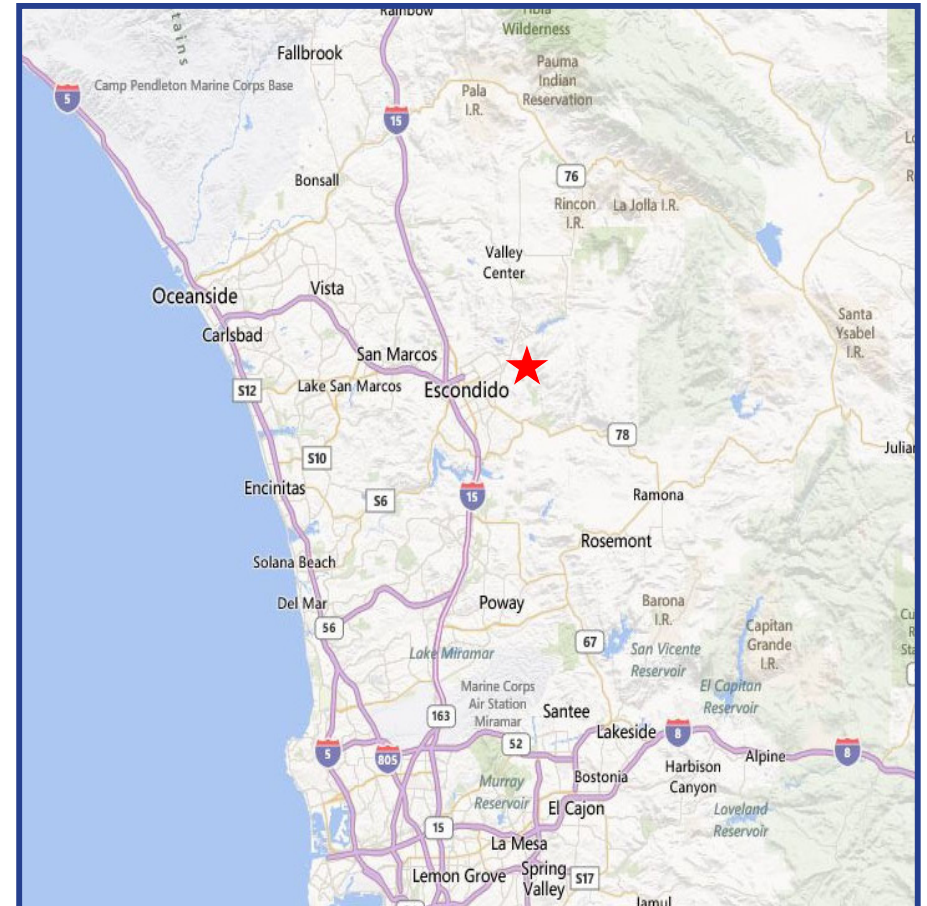 Rainbow
Wilderness
tains
Fallbrook
Pauma
Indian
Reservation
5
Camp Pendleton Marine Corps Base
Pala
I.R.
15
76
Bonsall
Rincon
I.R.
La Jolla I.R.
Valley
Center
Oceanside
Vista
Santa
Ysabel
I.R.
Carlsbad
San Marcos
S12
Lake San Marcos
Escondido
78
S10
Julian
Encinitas
S6
15
Ramona
Rosemont
Solana Beach
Del Mar
Poway
Barona
I.R.
56
67
Capitan
Grande
I.R.
Lake Miramar
San Vicente
Reservoir
Marine Corps
Air Station
Miramar
El Capitan
Reservoir
163
Santee
Lakeside
8
52
5
805
Alpine
8
Harbison
Canyon
Bostonia
Murray
Reservoir
El Cajon
Loveland
Reservoir
15
La Mesa
Lemon Grove
Spring
Valley
S17
Jamul